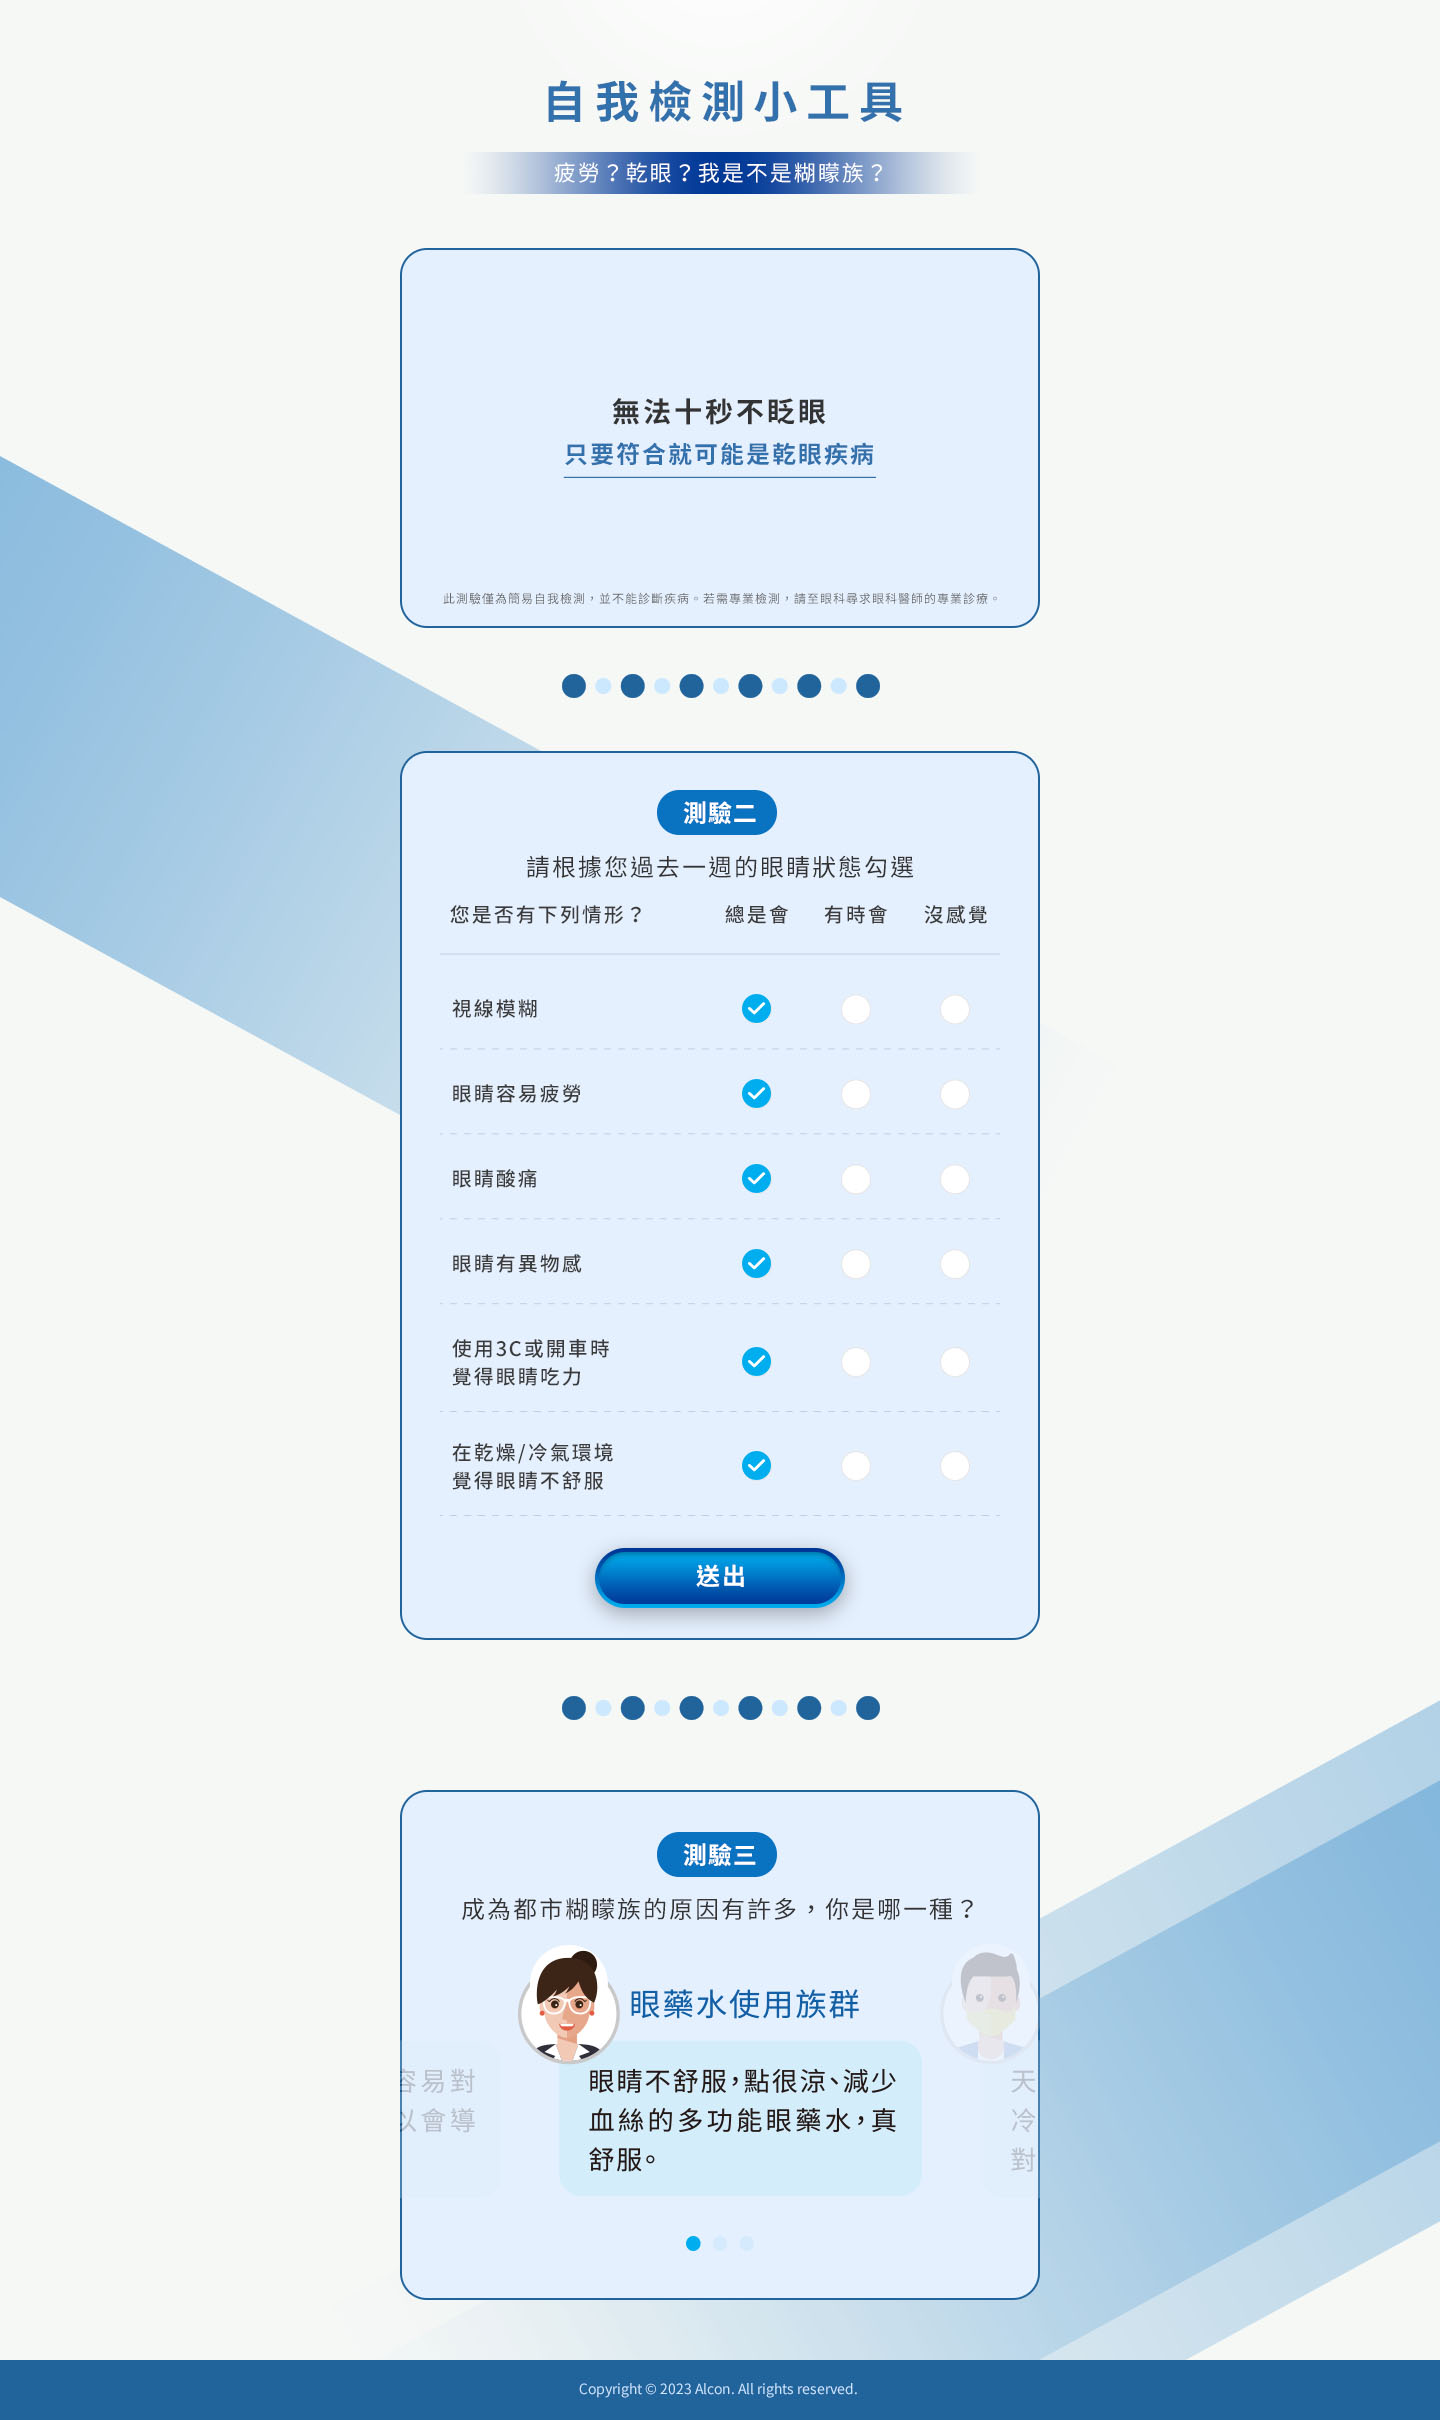 自我檢測小工具
疲勞？乾眼？我是不是糊矇族？
無法十秒不眨眼
只要符合就可能是乾眼疾病
此測驗僅為簡易自我檢測，並不能診斷疾病。若需專業檢測，請至眼科尋求眼科醫師的專業診療。
測驗二
請根據您過去一週的眼睛狀態勾選
您是否有下列情形？ 總是會 有時會 沒感覺
視線模糊
眼睛容易疲勞
眼睛酸痛
眼睛有異物感
使用3C或開車時
覺得眼睛吃力
在乾燥/冷氣環境
覺得眼睛不舒服
送出
測驗三
成為都市糊矇族的原因有許多，你是哪一種？
眼藥水使用族群
容易對
以會導
眼睛不舒服，點很涼、減少
血絲的多功能眼藥水，真
舒服。
天
冷
對
Copyright © 2023 Alcon. All rights reserved.